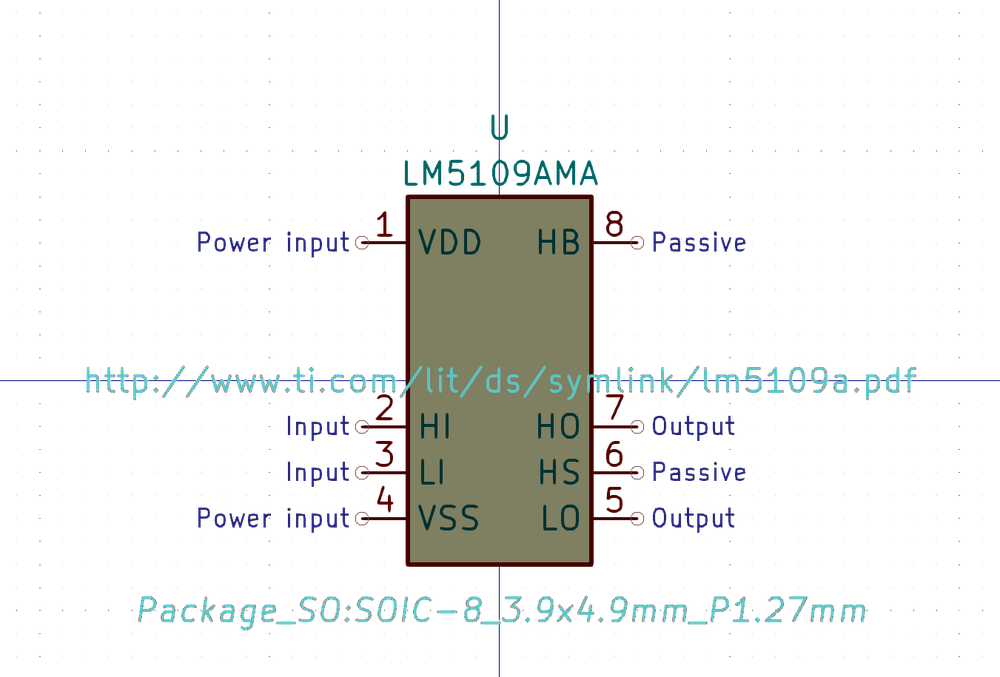 U
LM5109AMA
Power input 1 VDD HB 8 Passive
http://www.ti.com/lit/ds/symlink/lm5109a.pdf
Input 2 HI HO 7 Output
Input 3 LI HS 6 Passive
Power input 4 VSS LO 5 Output
Package_SO:SOIC-8_3.9x4.9mm_P1.27mm